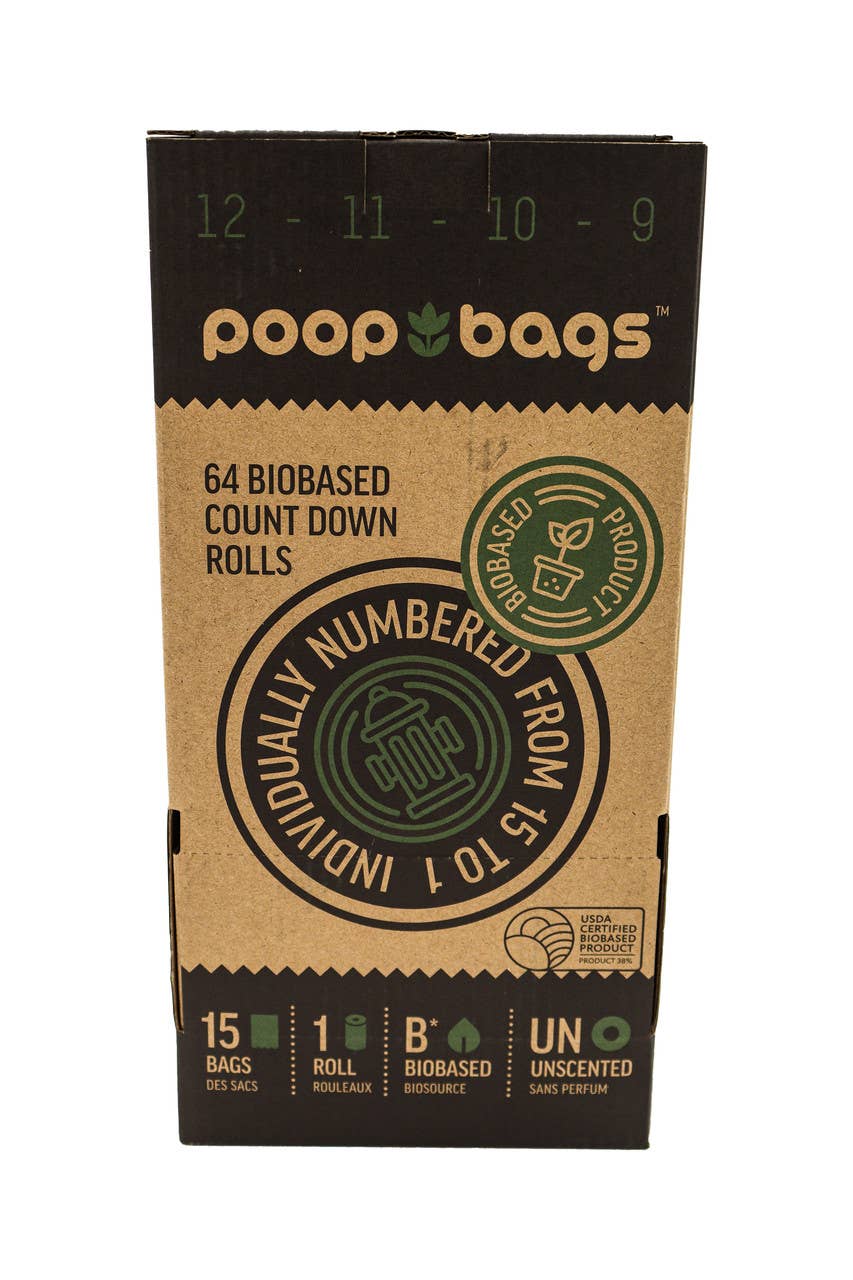 12 - 11 - 10 - 9
poop bags™
64 BIOBASED
COUNT DOWN
ROLLS
BIOBASED PRODUCT
INDIVIDUALLY NUMBERED FROM 15 TO 1
USDA
CERTIFIED
BIOBASED
PRODUCT
PRODUCT 38%
15
BAGS
DES SACS
1
ROLL
ROULEAUX
B*
BIOBASED
BIOSOURCE
UN
UNSCENTED
SANS PERFUM